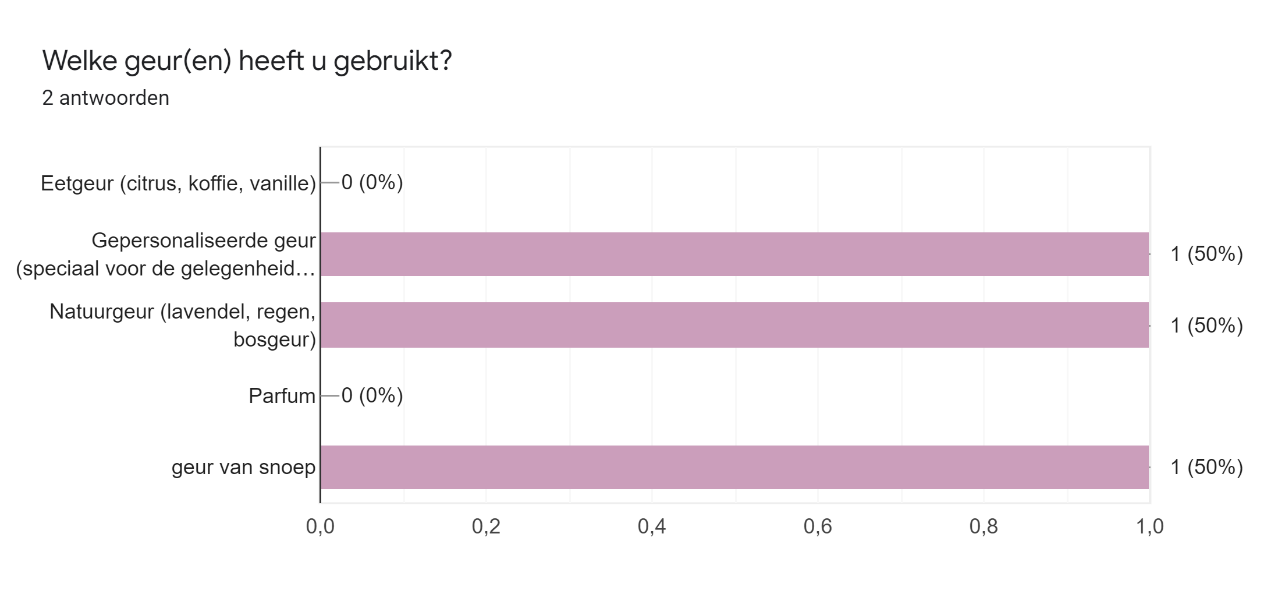 Welke geur(en) heeft u gebruikt?
2 antwoorden
Eetgeur (citrus, koffie, vanille)
0 (0%)
Gepersonaliseerde geur
(speciaal voor de gelegenheid…
1 (50%)
Natuurgeur (lavendel, regen,
bosgeur)
1 (50%)
Parfum
0 (0%)
geur van snoep
1 (50%)
0,0 0,2 0,4 0,6 0,8 1,0